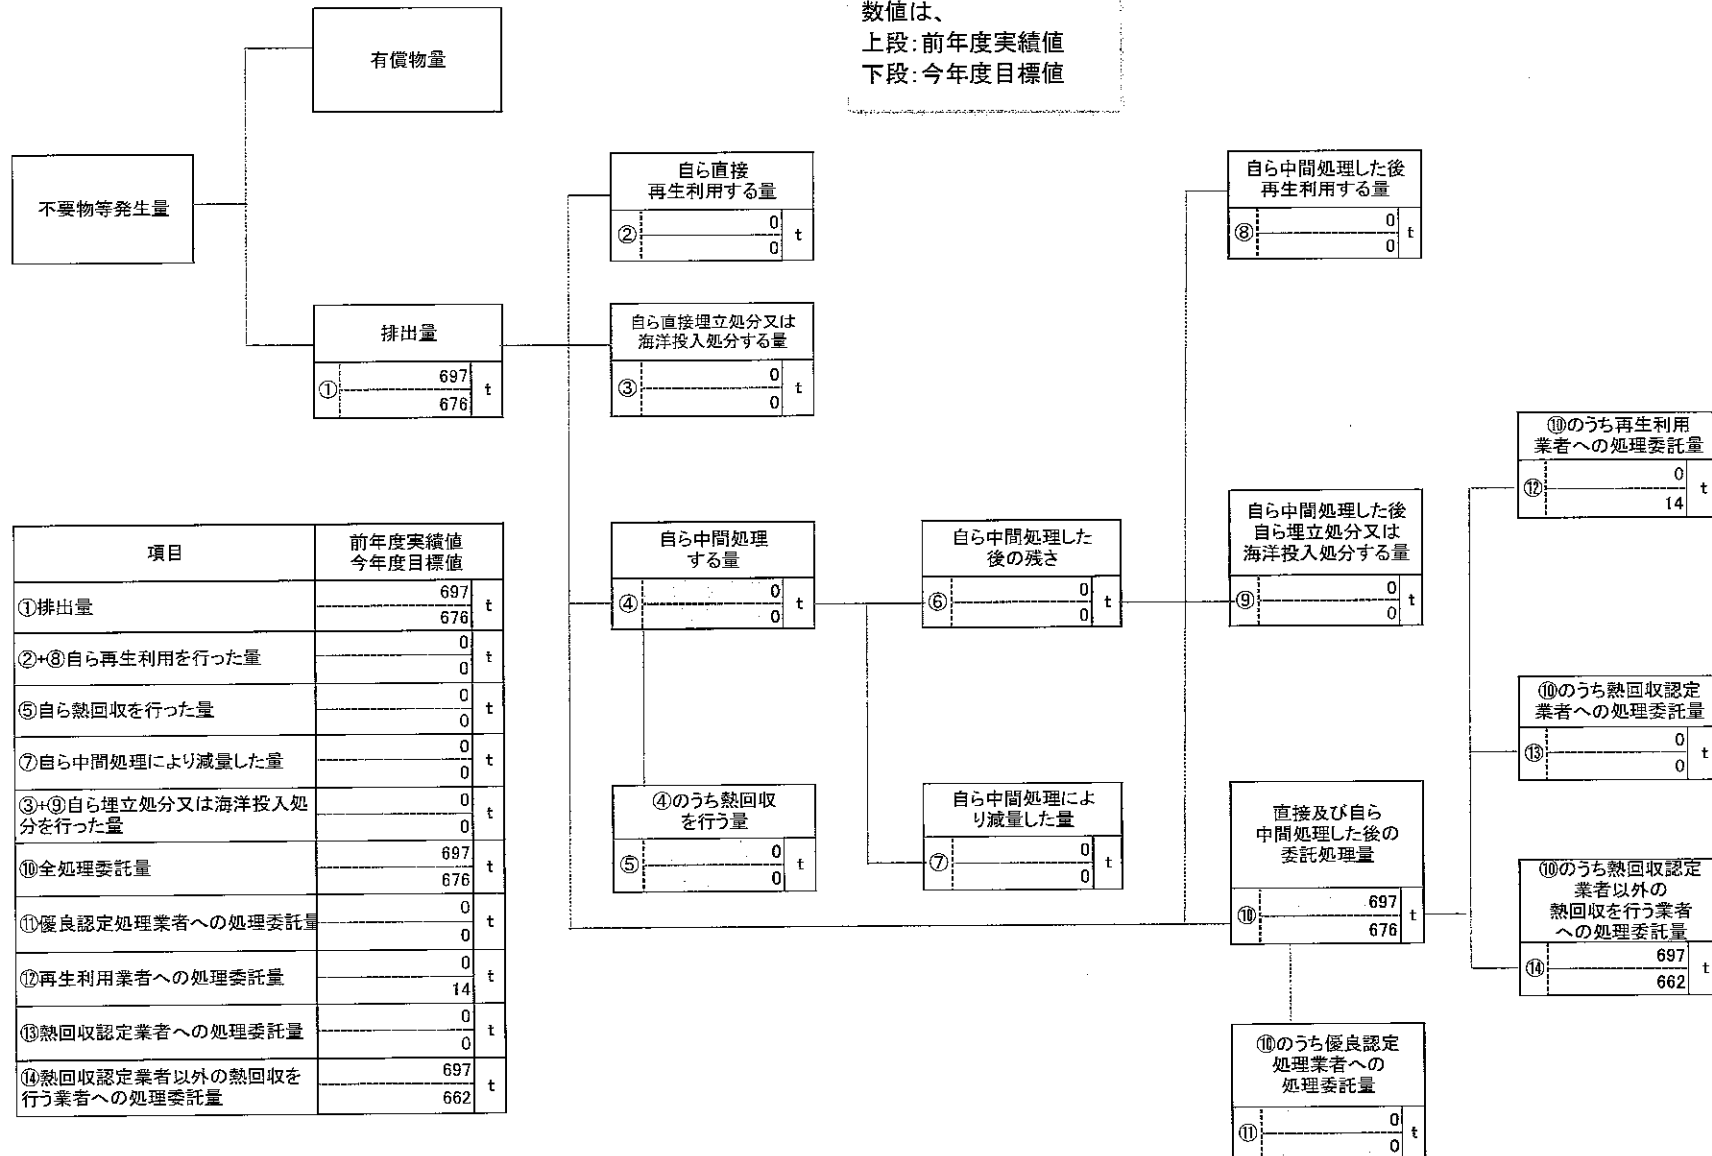 数値は、
上段:前年度実績値
下段:今年度目標値
有償物量
不要物等発生量
排出量
①
697
676
t
自ら直接
再生利用する量
②
0
0
t
自ら直接埋立処分又は
海洋投入処分する量
③
0
0
t
自ら中間処理
する量
④
0
0
t
④のうち熱回収
を行う量
⑤
0
0
t
自ら中間処理した
後の残さ
⑥
0
0
t
自ら中間処理によ
り減量した量
⑦
0
0
t
自ら中間処理した後
再生利用する量
⑧
0
0
t
自ら中間処理した後
自ら埋立処分又は
海洋投入処分する量
⑨
0
0
t
直接及び自ら
中間処理した後の
委託処理量
⑩
697
676
t
⑩のうち優良認定
処理業者への
処理委託量
⑪
0
0
t
⑩のうち再生利用
業者への処理委託量
⑫
0
14
t
⑩のうち熱回収認定
業者への処理委託量
⑬
0
0
t
⑩のうち熱回収認定
業者以外の
熱回収を行う業者
への処理委託量
⑭
697
662
t
項目
前年度実績値
今年度目標値
①排出量
697
676
t
②+⑧自ら再生利用を行った量
0
0
t
⑤自ら熱回収を行った量
0
0
t
⑦自ら中間処理により減量した量
0
0
t
③+⑨自ら埋立処分又は海洋投入処
分を行った量
0
0
t
⑩全処理委託量
697
676
t
⑪優良認定処理業者への処理委託量
0
0
t
⑫再生利用業者への処理委託量
0
14
t
⑬熱回収認定業者への処理委託量
0
0
t
⑭熱回収認定業者以外の熱回収を
行う業者への処理委託量
697
662
t